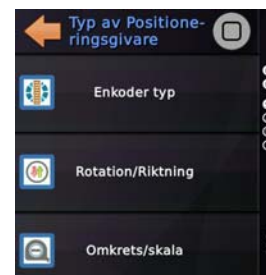 Typ av Positione-
ringsgivare
Enkoder typ
Rotation/Riktning
Omkrets/skala